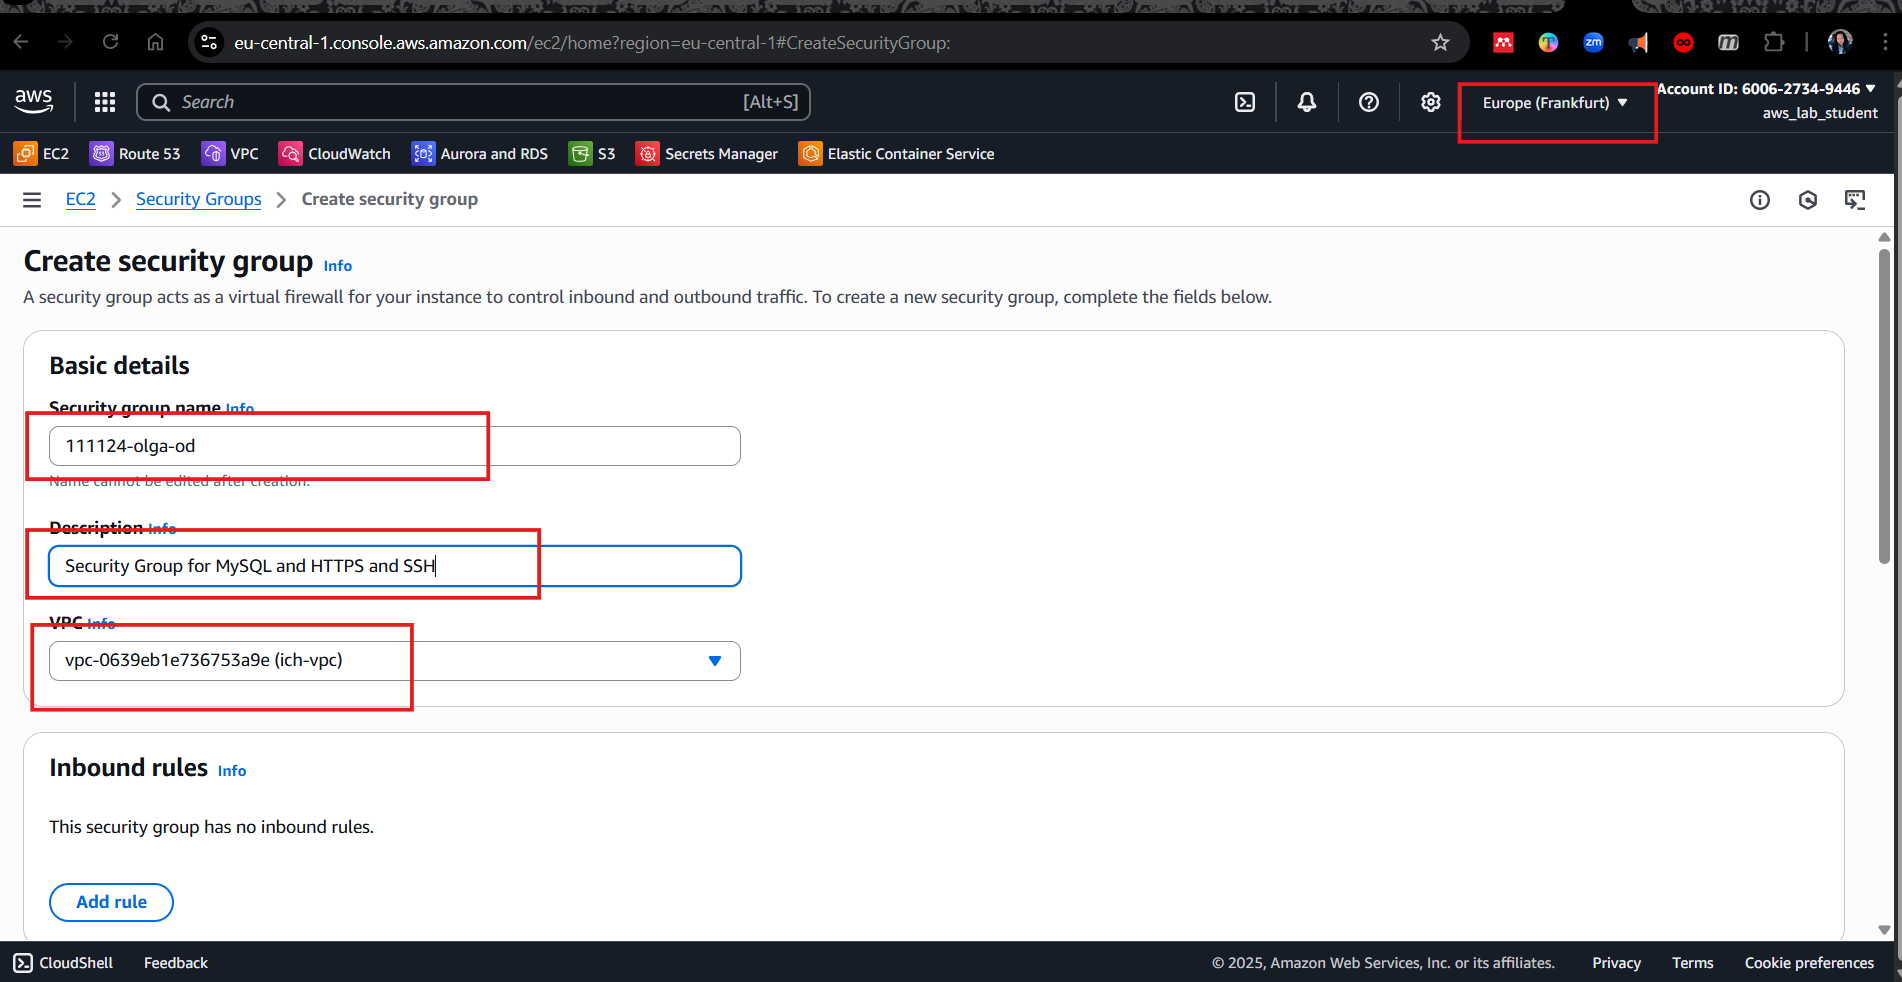 eu-central-1.console.aws.amazon.com/ec2/home?region=eu-central-1#CreateSecurityGroup:
zm
m
aws
Search
[Alt+S]
Europe (Frankfurt)
Account ID: 6006-2734-9446
aws_lab_student
EC2
Route 53
VPC
CloudWatch
Aurora and RDS
S3
Secrets Manager
Elastic Container Service
EC2
Security Groups
Create security group
Create security group Info
A security group acts as a virtual firewall for your instance to control inbound and outbound traffic. To create a new security group, complete the fields below.
Basic details
Security group name Info
111124-olga-od
Name cannot be edited after creation.
Description Info
Security Group for MySQL and HTTPS and SSH
VPC Info
vpc-0639eb1e736753a9e (ich-vpc)
Inbound rules Info
This security group has no inbound rules.
Add rule
CloudShell
Feedback
© 2025, Amazon Web Services, Inc. or its affiliates.
Privacy
Terms
Cookie preferences